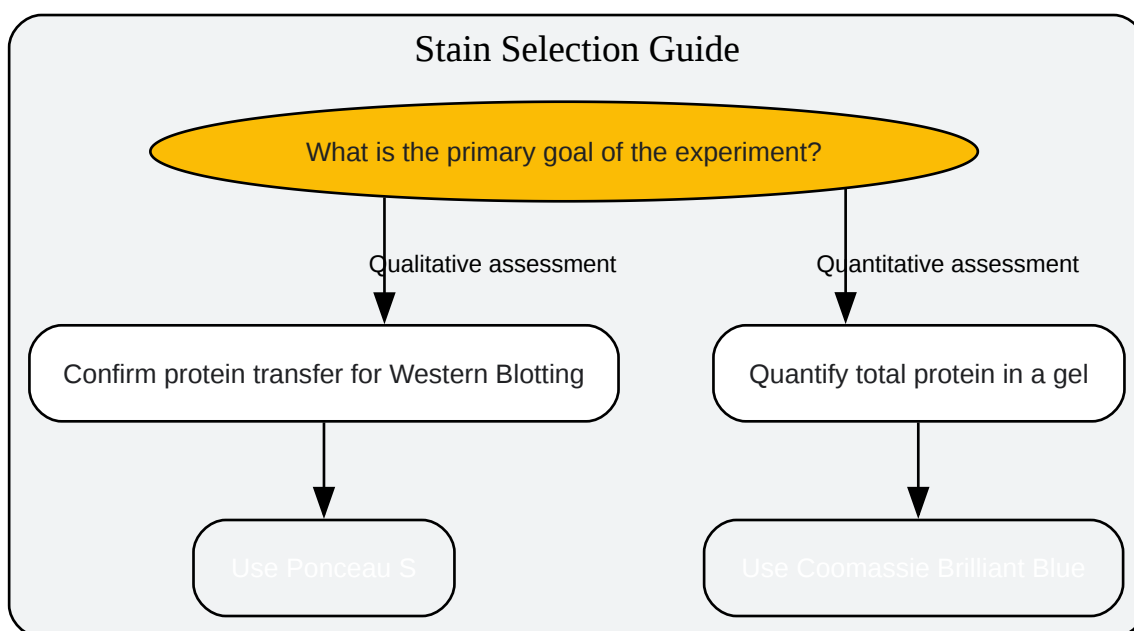 Stain Selection Guide
What is the primary goal of the experiment?
Qualitative assessment
Quantitative assessment
Confirm protein transfer for Western Blotting
Quantify total protein in a gel
Use Ponceau S
Use Coomassie Brilliant Blue